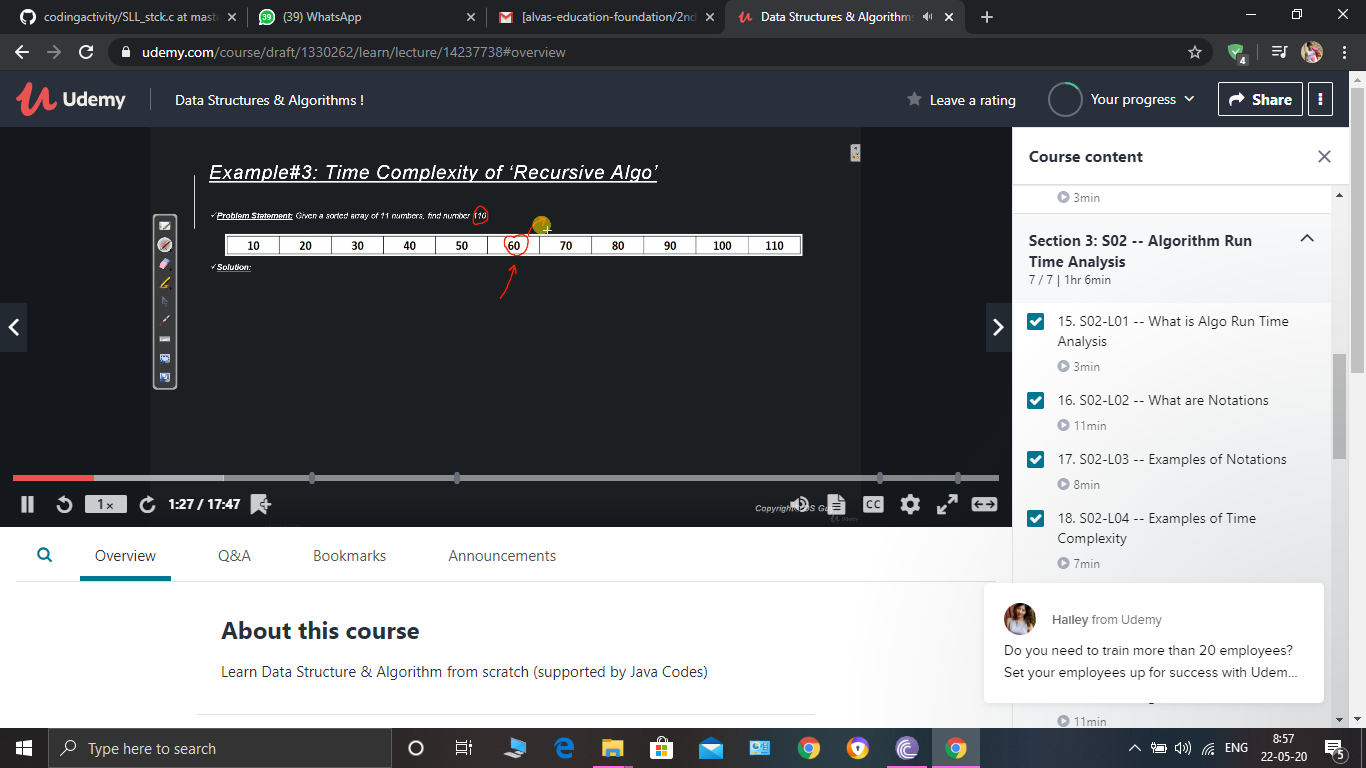 codingactivity/SLL_stck.c at mast
(39) WhatsApp
[alvas-education-foundation/2nd
Data Structures & Algorithms
udemy.com/course/draft/1330262/learn/lecture/14237738#overview
4
Udemy
Data Structures & Algorithms !
Leave a rating
Your progress
Share
Example#3: Time Complexity of ‘Recursive Algo’
✓Problem Statement: Given a sorted array of 11 numbers, find number 110
10 20 30 40 50 60 70 80 90 100 110
✓Solution:
1x
1:27 / 17:47
CC
Overview
Q&A
Bookmarks
Announcements
About this course
Learn Data Structure & Algorithm from scratch (supported by Java Codes)
Course content
3min
Section 3: S02 -- Algorithm Run
Time Analysis
7 / 7 | 1hr 6min
15. S02-L01 -- What is Algo Run Time
Analysis
3min
16. S02-L02 -- What are Notations
11min
17. S02-L03 -- Examples of Notations
8min
18. S02-L04 -- Examples of Time
Complexity
7min
Hailey from Udemy
Do you need to train more than 20 employees?
Set your employees up for success with Udem...
11min
Type here to search
ENG
8:57
22-05-20
5